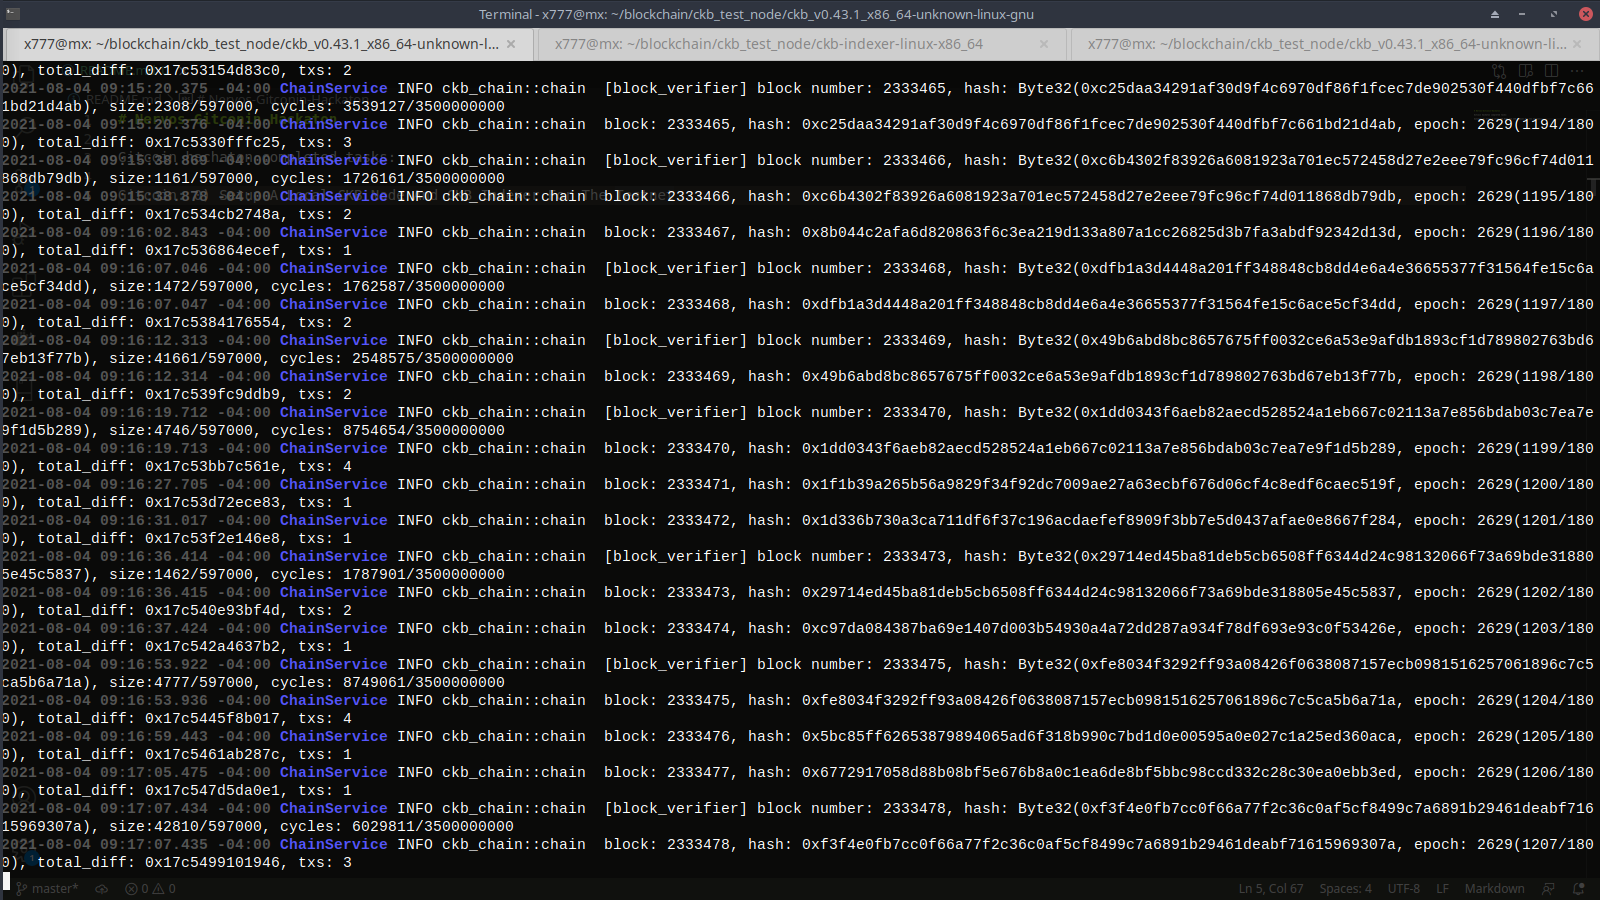 Terminal - x777@mx: ~/blockchain/ckb_test_node/ckb_v0.43.1_x86_64-unknown-linux-gnu
x777@mx: ~/blockchain/ckb_test_node/ckb_v0.43.1_x86_64-unknown-l... ×
x777@mx: ~/blockchain/ckb_test_node/ckb-indexer-linux-x86_64 ×
x777@mx: ~/blockchain/ckb_test_node/ckb_v0.43.1_x86_64-unknown-li... ×
0), total_diff: 0x17c53154d83c0, txs: 2
2021-08-04 09:15:20.375 -04:00 ChainService INFO ckb_chain::chain  [block_verifier] block number: 2333465, hash: Byte32(0xc25daa34291af30d9f4c6970df86f1fcec7de902530f440dfbf7c66
1bd21d4ab), size:2308/597000, cycles: 3539127/3500000000
2021-08-04 09:15:20.376 -04:00 ChainService INFO ckb_chain::chain  block: 2333465, hash: 0xc25daa34291af30d9f4c6970df86f1fcec7de902530f440dfbf7c661bd21d4ab, epoch: 2629(1194/180
0), total_diff: 0x17c5330fffc25, txs: 3
2021-08-04 09:15:38.869 -04:00 ChainService INFO ckb_chain::chain  [block_verifier] block number: 2333466, hash: Byte32(0xc6b4302f83926a6081923a701ec572458d27e2eee79fc96cf74d011
868db79db), size:1161/597000, cycles: 1726161/3500000000
2021-08-04 09:15:38.878 -04:00 ChainService INFO ckb_chain::chain  block: 2333466, hash: 0xc6b4302f83926a6081923a701ec572458d27e2eee79fc96cf74d011868db79db, epoch: 2629(1195/180
0), total_diff: 0x17c534cb2748a, txs: 2
2021-08-04 09:16:02.843 -04:00 ChainService INFO ckb_chain::chain  block: 2333467, hash: 0x8b044c2afa6d820863f6c3ea219d133a807a1cc26825d3b7fa3abdf92342d13d, epoch: 2629(1196/180
0), total_diff: 0x17c536864ecef, txs: 1
2021-08-04 09:16:07.046 -04:00 ChainService INFO ckb_chain::chain  [block_verifier] block number: 2333468, hash: Byte32(0xdfb1a3d4448a201ff348848cb8dd4e6a4e36655377f31564fe15c6a
ce5cf34dd), size:1472/597000, cycles: 1762587/3500000000
2021-08-04 09:16:07.047 -04:00 ChainService INFO ckb_chain::chain  block: 2333468, hash: 0xdfb1a3d4448a201ff348848cb8dd4e6a4e36655377f31564fe15c6ace5cf34dd, epoch: 2629(1197/180
0), total_diff: 0x17c5384176554, txs: 2
2021-08-04 09:16:12.313 -04:00 ChainService INFO ckb_chain::chain  [block_verifier] block number: 2333469, hash: Byte32(0x49b6abd8bc8657675ff0032ce6a53e9afdb1893cf1d789802763bd6
7eb13f77b), size:41661/597000, cycles: 2548575/3500000000
2021-08-04 09:16:12.314 -04:00 ChainService INFO ckb_chain::chain  block: 2333469, hash: 0x49b6abd8bc8657675ff0032ce6a53e9afdb1893cf1d789802763bd67eb13f77b, epoch: 2629(1198/180
0), total_diff: 0x17c539fc9ddb9, txs: 2
2021-08-04 09:16:19.712 -04:00 ChainService INFO ckb_chain::chain  [block_verifier] block number: 2333470, hash: Byte32(0x1dd0343f6aeb82aecd528524a1eb667c02113a7e856bdab03c7ea7e
9f1d5b289), size:4746/597000, cycles: 8754654/3500000000
2021-08-04 09:16:19.713 -04:00 ChainService INFO ckb_chain::chain  block: 2333470, hash: 0x1dd0343f6aeb82aecd528524a1eb667c02113a7e856bdab03c7ea7e9f1d5b289, epoch: 2629(1199/180
0), total_diff: 0x17c53bb7c561e, txs: 4
2021-08-04 09:16:27.705 -04:00 ChainService INFO ckb_chain::chain  block: 2333471, hash: 0x1f1b39a265b56a9829f34f92dc7009ae27a63ecbf676d06cf4c8edf6caec519f, epoch: 2629(1200/180
0), total_diff: 0x17c53d72ece83, txs: 1
2021-08-04 09:16:31.017 -04:00 ChainService INFO ckb_chain::chain  block: 2333472, hash: 0x1d336b730a3ca711df6f37c196acdaefef8909f3bb7e5d0437afae0e8667f284, epoch: 2629(1201/180
0), total_diff: 0x17c53f2e146e8, txs: 1
2021-08-04 09:16:36.414 -04:00 ChainService INFO ckb_chain::chain  [block_verifier] block number: 2333473, hash: Byte32(0x29714ed45ba81deb5cb6508ff6344d24c98132066f73a69bde31880
5e45c5837), size:1462/597000, cycles: 1787901/3500000000
2021-08-04 09:16:36.415 -04:00 ChainService INFO ckb_chain::chain  block: 2333473, hash: 0x29714ed45ba81deb5cb6508ff6344d24c98132066f73a69bde318805e45c5837, epoch: 2629(1202/180
0), total_diff: 0x17c540e93bf4d, txs: 2
2021-08-04 09:16:37.424 -04:00 ChainService INFO ckb_chain::chain  block: 2333474, hash: 0xc97da084387ba69e1407d003b54930a4a72dd287a934f78df693e93c0f53426e, epoch: 2629(1203/180
0), total_diff: 0x17c542a4637b2, txs: 1
2021-08-04 09:16:53.922 -04:00 ChainService INFO ckb_chain::chain  [block_verifier] block number: 2333475, hash: Byte32(0xfe8034f3292ff93a08426f0638087157ecb0981516257061896c7c5
ca5b6a71a), size:4777/597000, cycles: 8749061/3500000000
2021-08-04 09:16:53.936 -04:00 ChainService INFO ckb_chain::chain  block: 2333475, hash: 0xfe8034f3292ff93a08426f0638087157ecb0981516257061896c7c5ca5b6a71a, epoch: 2629(1204/180
0), total_diff: 0x17c5445f8b017, txs: 4
2021-08-04 09:16:59.443 -04:00 ChainService INFO ckb_chain::chain  block: 2333476, hash: 0x5bc85ff62653879894065ad6f318b990c7bd1d0e00595a0e027c1a25ed360aca, epoch: 2629(1205/180
0), total_diff: 0x17c5461ab287c, txs: 1
2021-08-04 09:17:05.475 -04:00 ChainService INFO ckb_chain::chain  block: 2333477, hash: 0x6772917058d88b08bf5e676b8a0c1ea6de8bf5bbc98ccd332c28c30ea0ebb3ed, epoch: 2629(1206/180
0), total_diff: 0x17c547d5da0e1, txs: 1
2021-08-04 09:17:07.434 -04:00 ChainService INFO ckb_chain::chain  [block_verifier] block number: 2333478, hash: Byte32(0xf3f4e0fb7cc0f66a77f2c36c0af5cf8499c7a6891b29461deabf716
15969307a), size:42810/597000, cycles: 6029811/3500000000
2021-08-04 09:17:07.435 -04:00 ChainService INFO ckb_chain::chain  block: 2333478, hash: 0xf3f4e0fb7cc0f66a77f2c36c0af5cf8499c7a6891b29461deabf71615969307a, epoch: 2629(1207/180
0), total_diff: 0x17c5499101946, txs: 3
master* 0 0 Ln 5, Col 67 Spaces: 4 UTF-8 LF Markdown